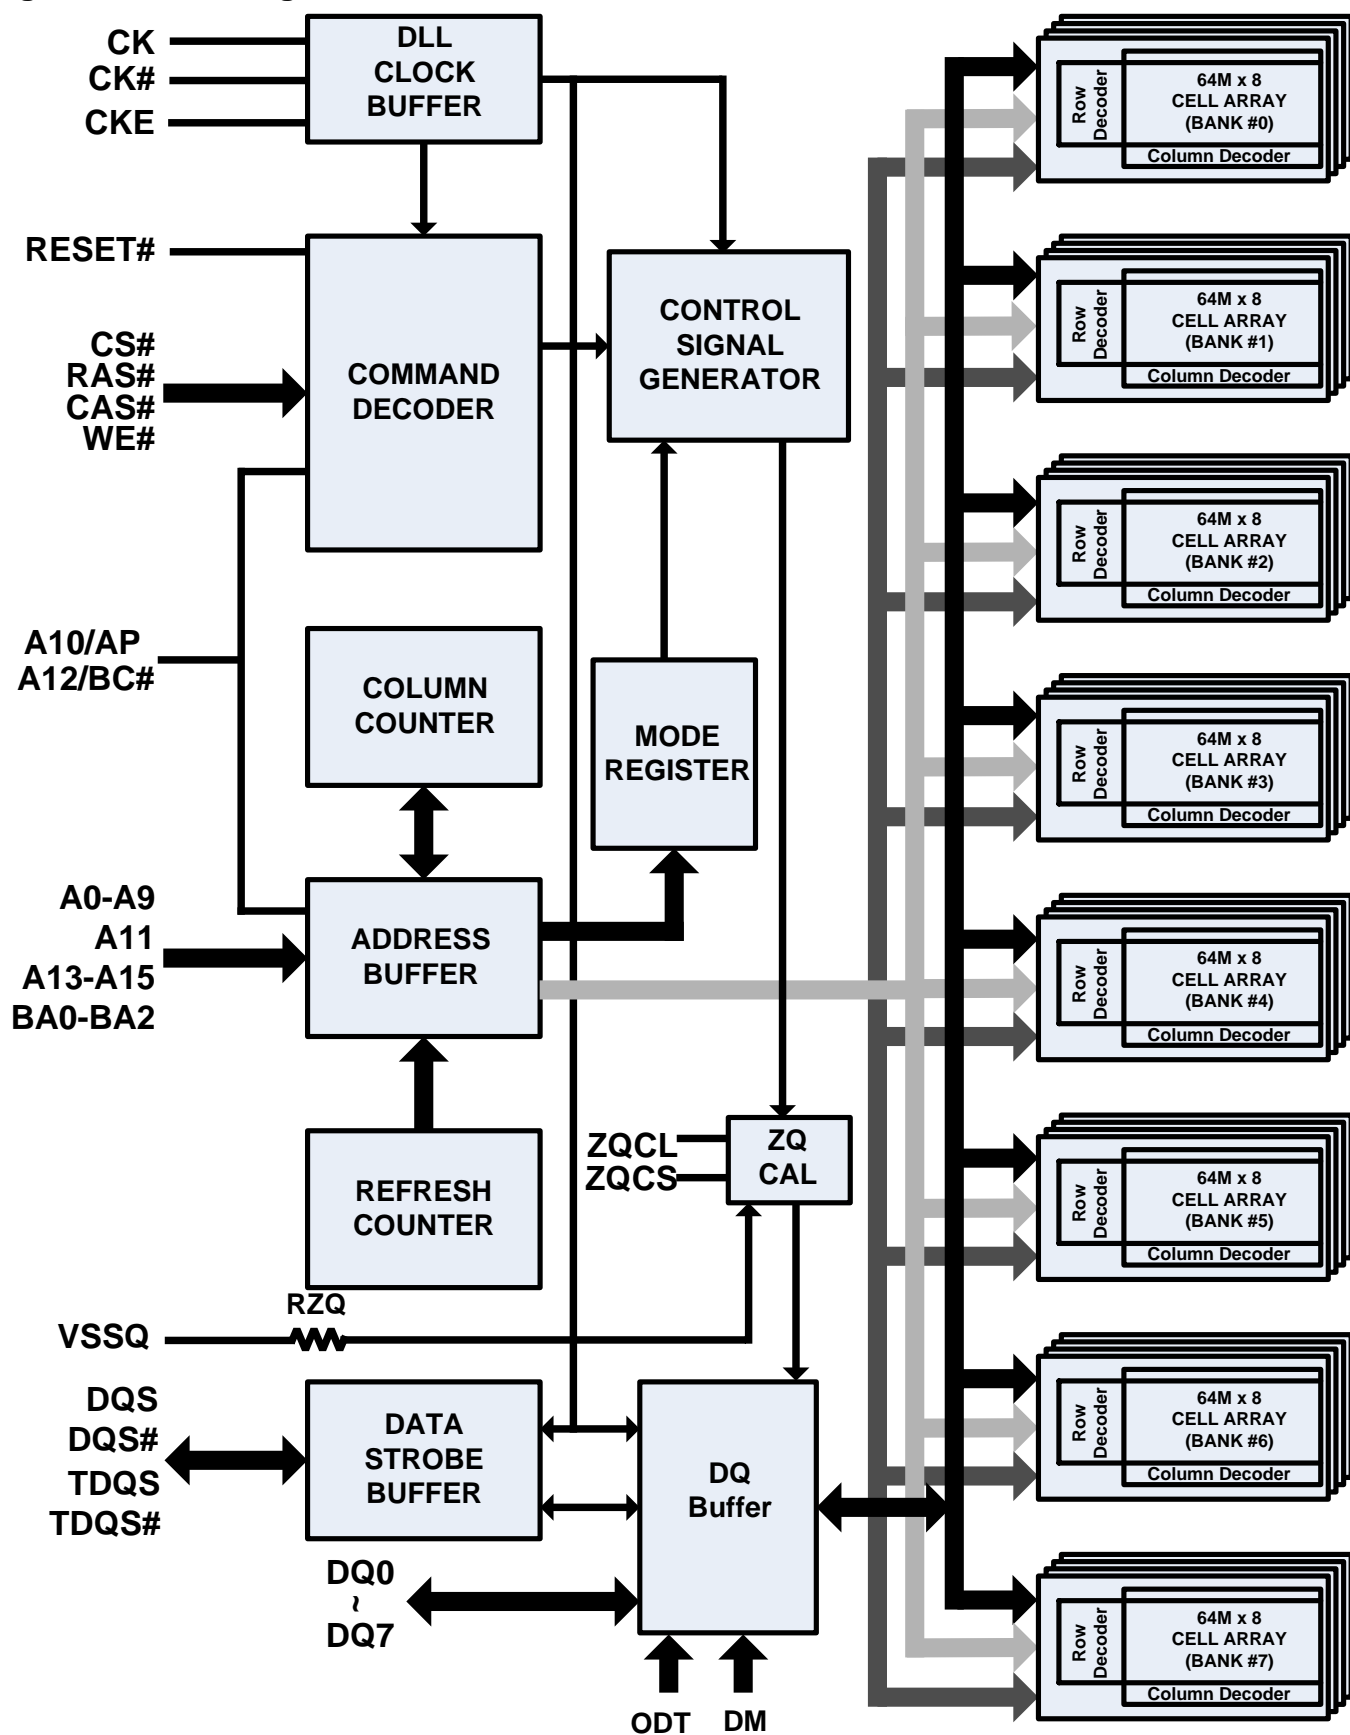 CK
CK#
CKE
DLL
CLOCK
BUFFER
RESET#
CS#
RAS#
CAS#
WE#
COMMAND
DECODER
CONTROL
SIGNAL
GENERATOR
A10/AP
A12/BC#
COLUMN
COUNTER
MODE
REGISTER
A0-A9
A11
A13-A15
BA0-BA2
ADDRESS
BUFFER
REFRESH
COUNTER
ZQCL
ZQCS
ZQ
CAL
RZQ
VSSQ
DQS
DQS#
TDQS
TDQS#
DATA
STROBE
BUFFER
DQ
Buffer
DQ0
~
DQ7
ODT
DM
Row
Decoder
64M x 8
CELL ARRAY
(BANK #0)
Column Decoder
Row
Decoder
64M x 8
CELL ARRAY
(BANK #1)
Column Decoder
Row
Decoder
64M x 8
CELL ARRAY
(BANK #2)
Column Decoder
Row
Decoder
64M x 8
CELL ARRAY
(BANK #3)
Column Decoder
Row
Decoder
64M x 8
CELL ARRAY
(BANK #4)
Column Decoder
Row
Decoder
64M x 8
CELL ARRAY
(BANK #5)
Column Decoder
Row
Decoder
64M x 8
CELL ARRAY
(BANK #6)
Column Decoder
Row
Decoder
64M x 8
CELL ARRAY
(BANK #7)
Column Decoder